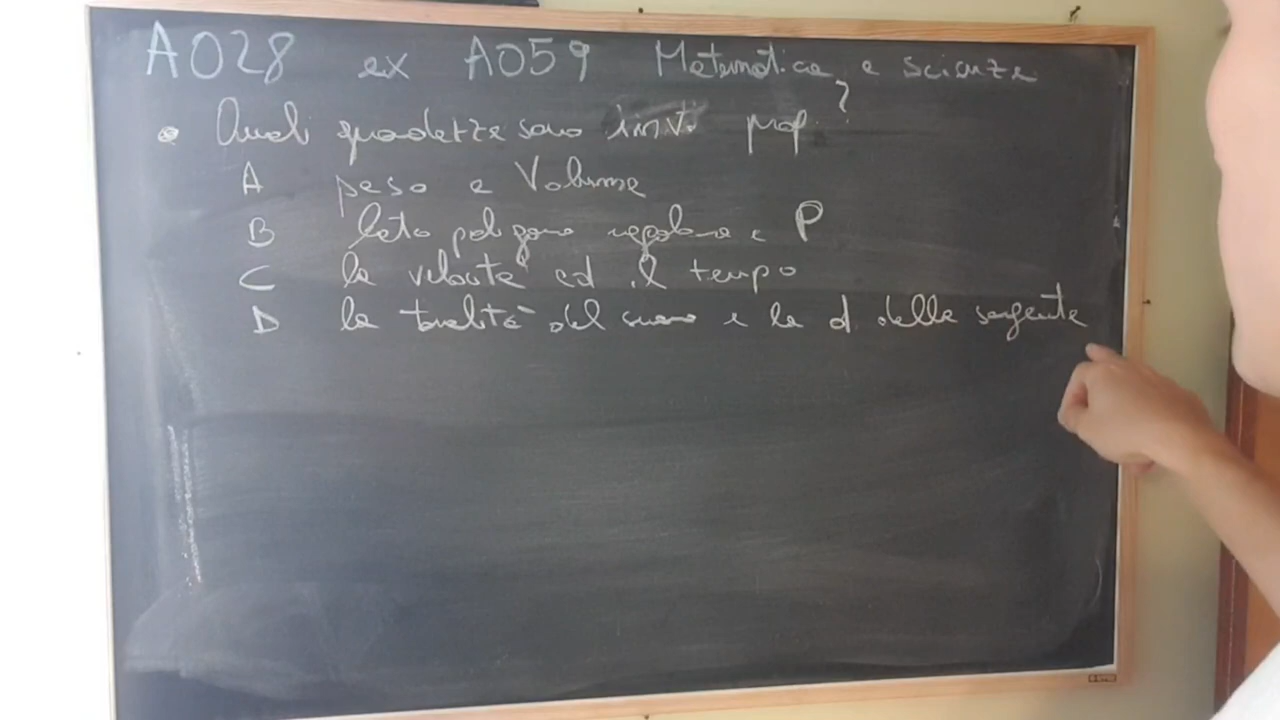 A028 ex A059 Matematica e scienze
• Quali grandezze sono inv. prop ?
A peso e Volume
B lato poligono regolare e P
C la velocità ed il tempo
D la tonalità del suono e la d della sorgente